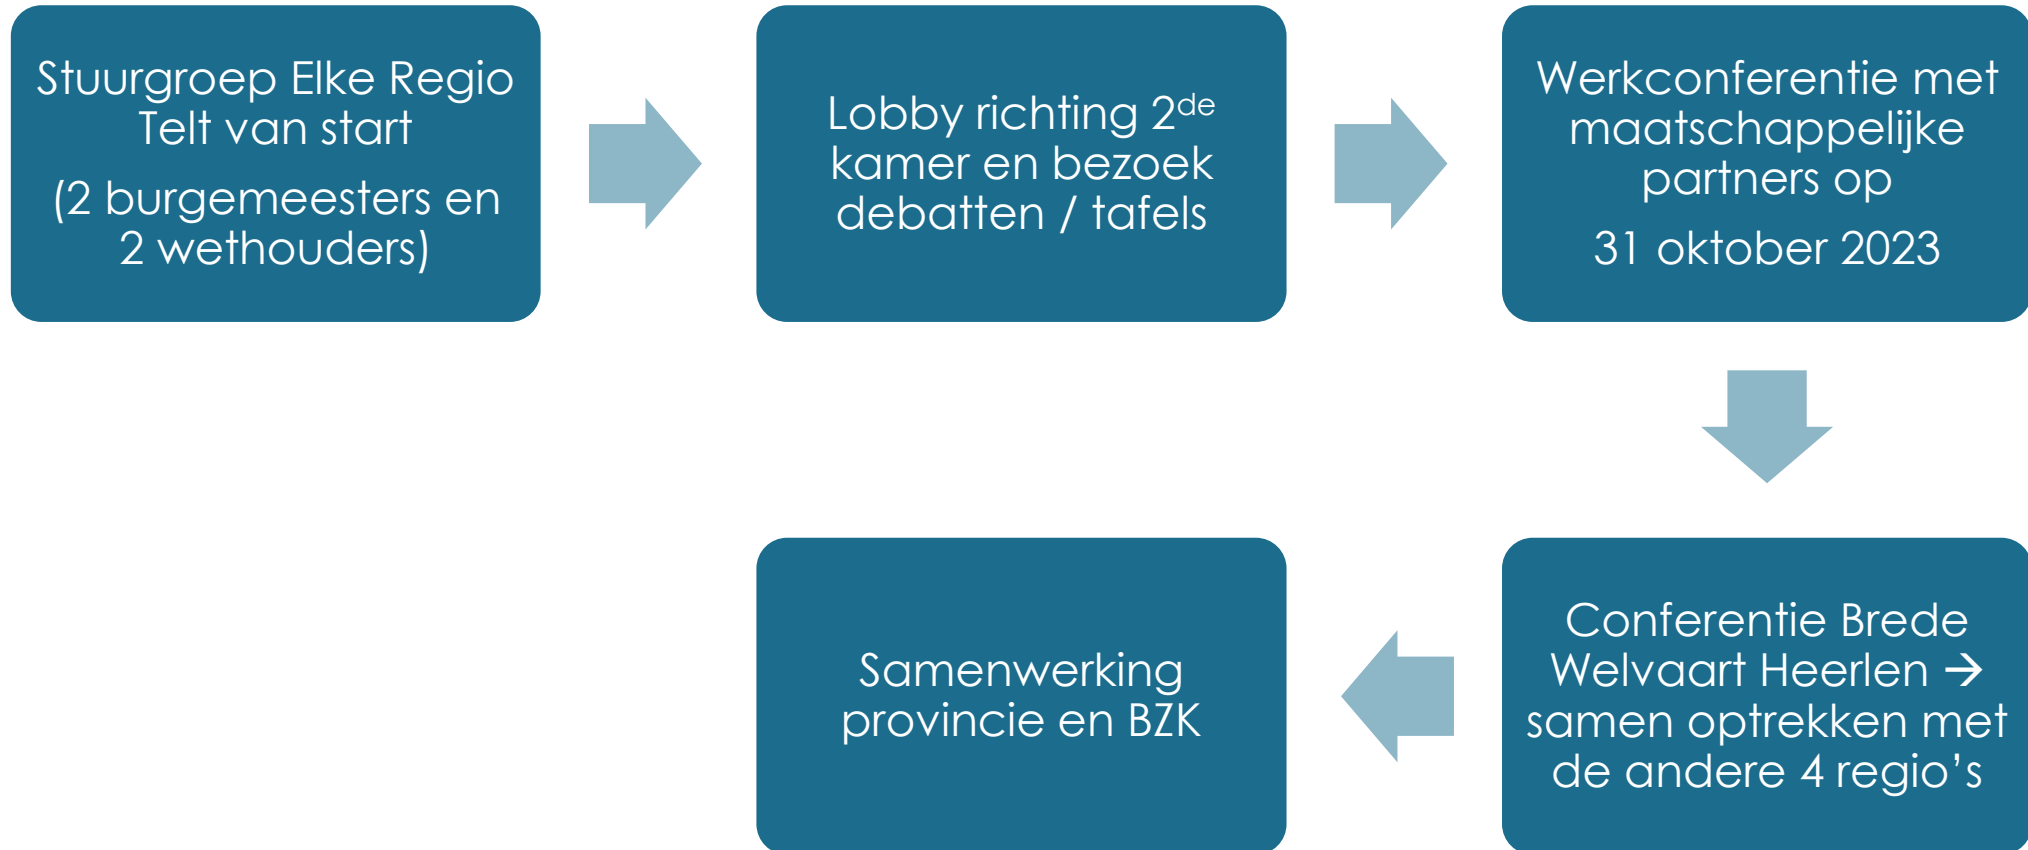 Stuurgroep Elke Regio
Telt van start
(2 burgemeesters en
2 wethouders)
Lobby richting 2de
kamer en bezoek
debatten / tafels
Werkconferentie met
maatschappelijke
partners op
31 oktober 2023
Conferentie Brede
Welvaart Heerlen →
samen optrekken met
de andere 4 regio’s
Samenwerking
provincie en BZK